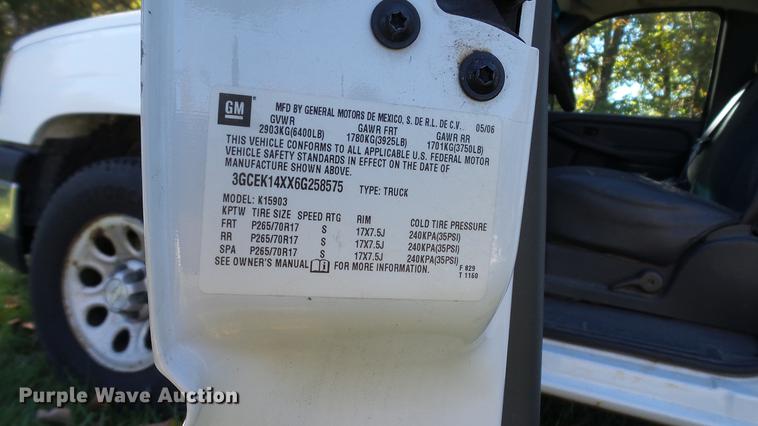 GM
MFD BY GENERAL MOTORS DE MEXICO, S. DE R.L. DE C.V. 05/06
GVWR GAWR FRT GAWR RR
2903KG(6400LB) 1780KG(3925LB) 1701KG(3750LB)
THIS VEHICLE CONFORMS TO ALL APPLICABLE U.S. FEDERAL MOTOR
VEHICLE SAFETY STANDARDS IN EFFECT ON THE DATE OF
MANUFACTURE SHOWN ABOVE.
3GCEK14XX6G258575 TYPE: TRUCK
MODEL: K15903
KPTW TIRE SIZE SPEED RTG RIM COLD TIRE PRESSURE
FRT P265/70R17 S 17X7.5J 240KPA(35PSI)
RR P265/70R17 S 17X7.5J 240KPA(35PSI)
SPA P265/70R17 S 17X7.5J 240KPA(35PSI)
SEE OWNER'S MANUAL FOR MORE INFORMATION.
F 829
T 1160
Purple Wave Auction